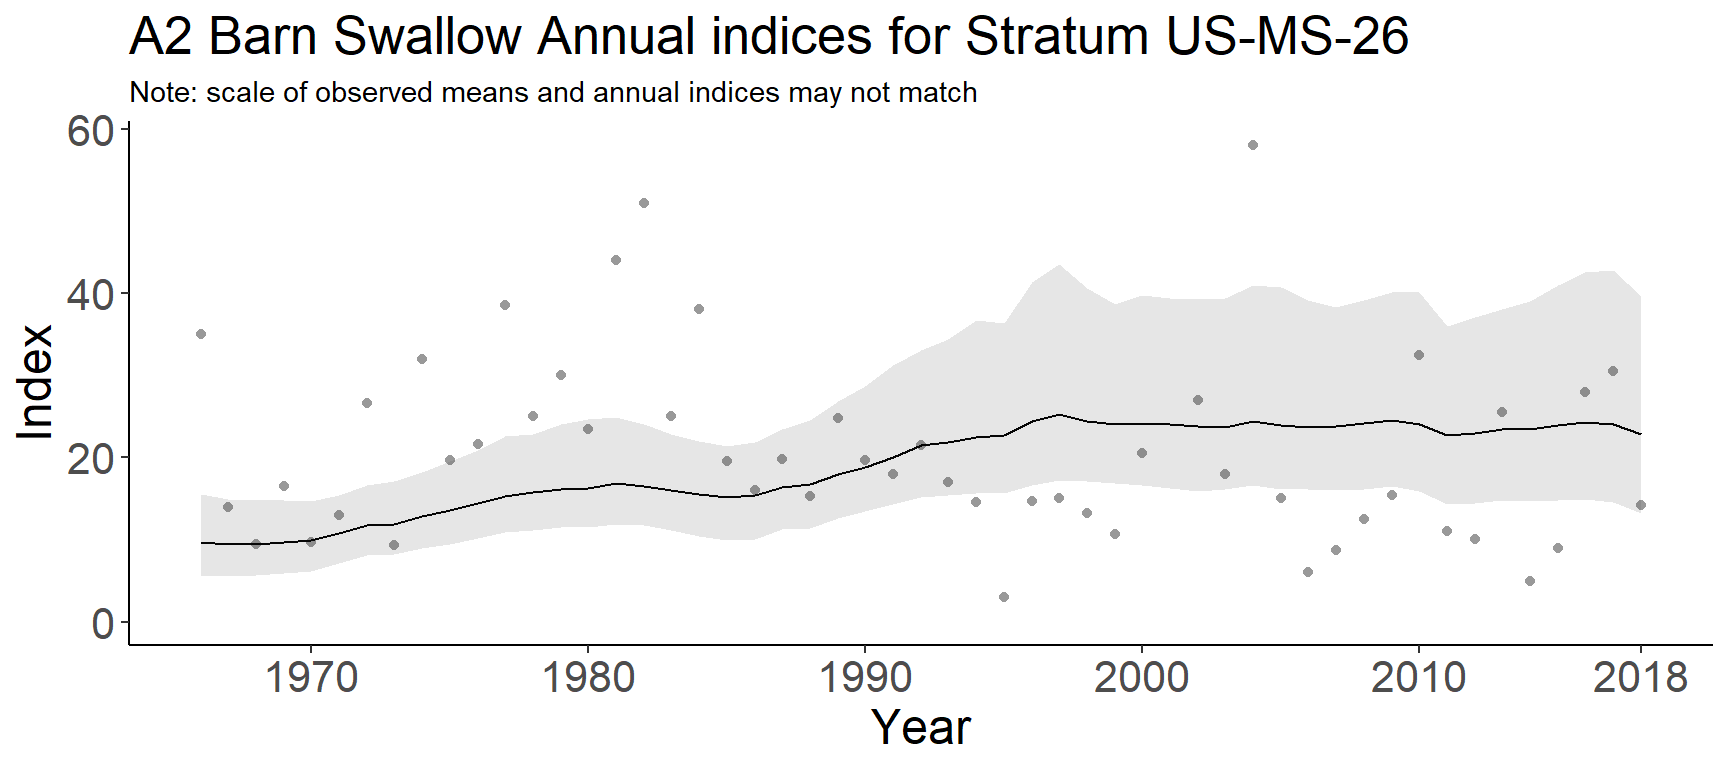 A2 Barn Swallow Annual indices for Stratum US-MS-26
Note: scale of observed means and annual indices may not match
60
40
20
0
Index
1970 1980 1990 2000 2010 2018
Year